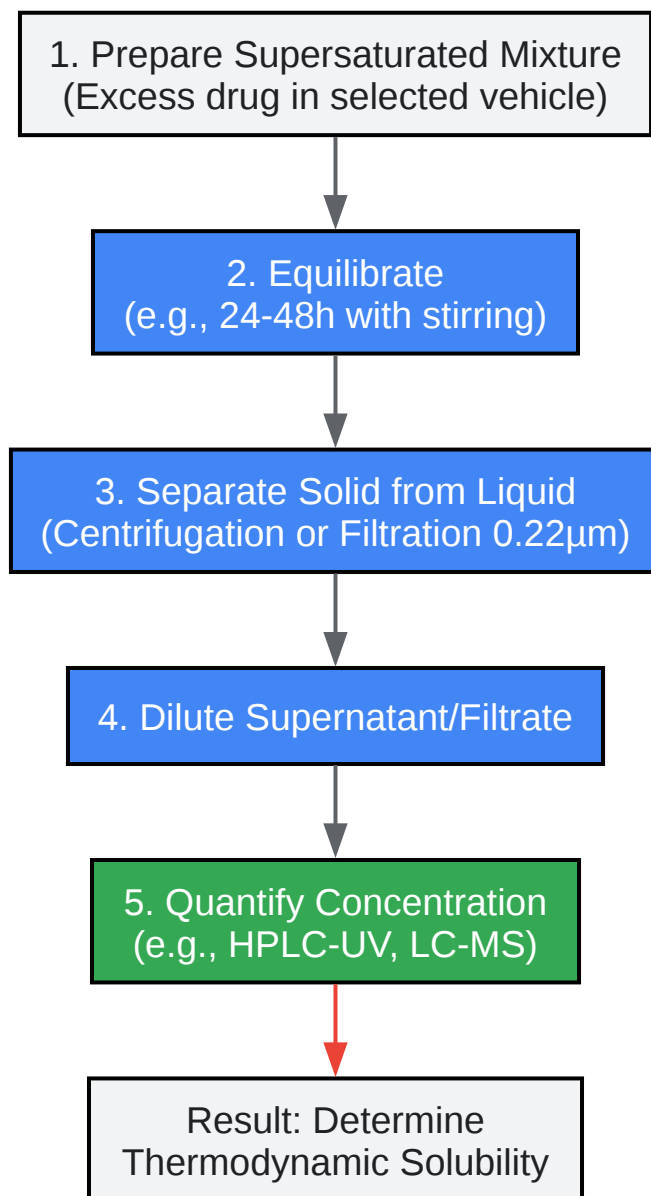 1. Prepare Supersaturated Mixture
(Excess drug in selected vehicle)
2. Equilibrate
(e.g., 24-48h with stirring)
3. Separate Solid from Liquid
(Centrifugation or Filtration 0.22µm)
4. Dilute Supernatant/Filtrate
5. Quantify Concentration
(e.g., HPLC-UV, LC-MS)
Result: Determine
Thermodynamic Solubility